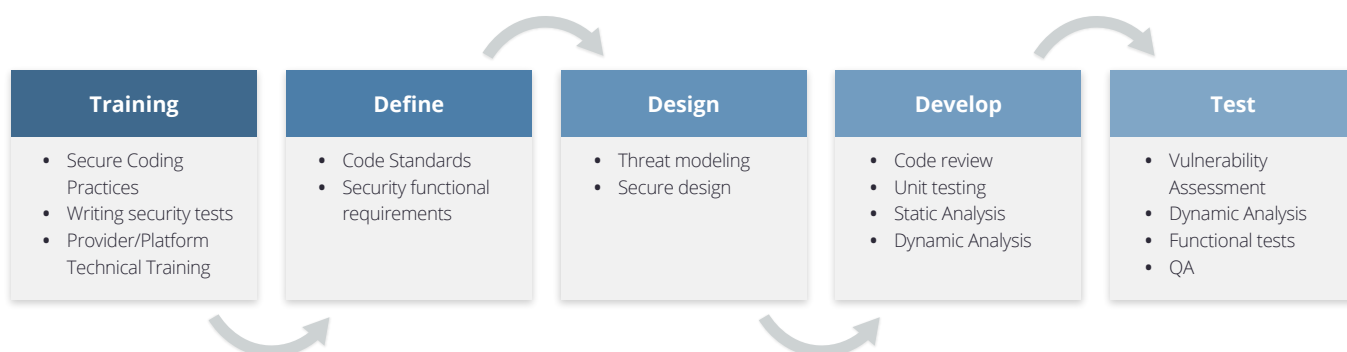 Training
• Secure Coding
Practices
• Writing security tests
• Provider/Platform
Technical Training
Define
• Code Standards
• Security functional
requirements
Design
• Threat modeling
• Secure design
Develop
• Code review
• Unit testing
• Static Analysis
• Dynamic Analysis
Test
• Vulnerability
Assessment
• Dynamic Analysis
• Functional tests
• QA